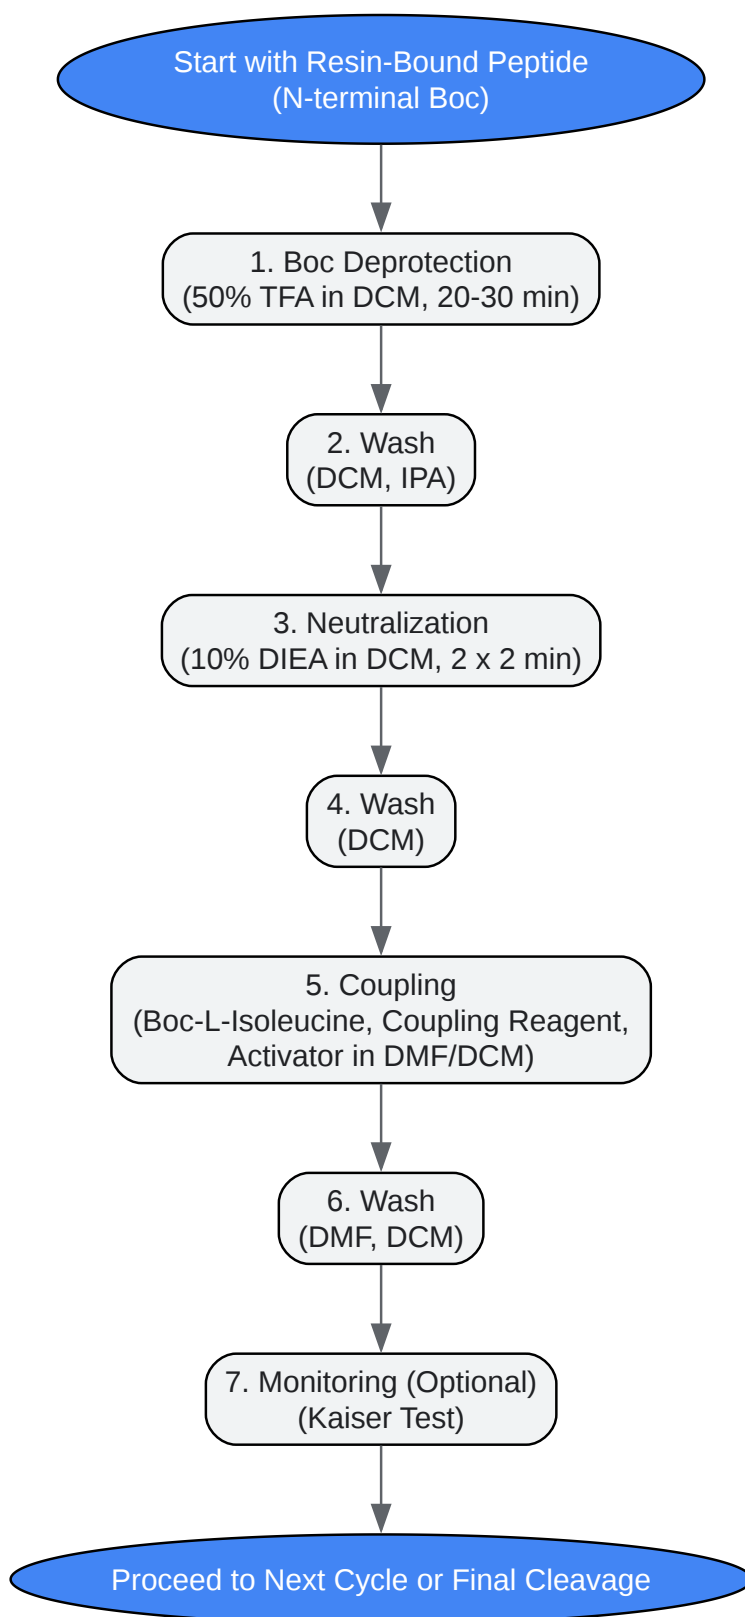 Start with Resin-Bound Peptide
(N-terminal Boc)
1. Boc Deprotection
(50% TFA in DCM, 20-30 min)
2. Wash
(DCM, IPA)
3. Neutralization
(10% DIEA in DCM, 2 x 2 min)
4. Wash
(DCM)
5. Coupling
(Boc-L-Isoleucine, Coupling Reagent,
Activator in DMF/DCM)
6. Wash
(DMF, DCM)
7. Monitoring (Optional)
(Kaiser Test)
Proceed to Next Cycle or Final Cleavage